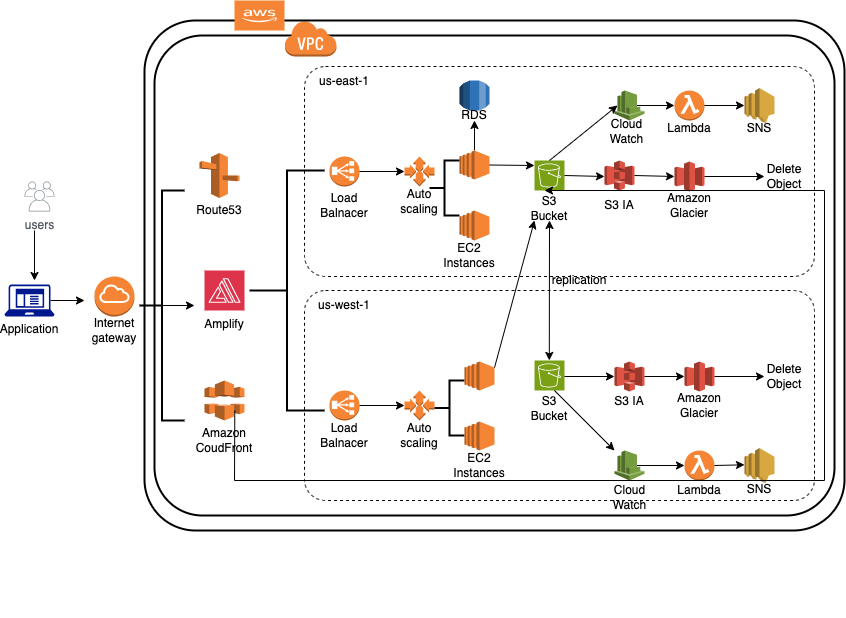 aws
VPC
us-east-1
RDS
Cloud
Watch
Lambda
SNS
Route53
Load
Balnacer
Auto
scaling
EC2
Instances
S3
Bucket
S3 IA
Amazon
Glacier
Delete
Object
users
Application
Internet
gateway
Amplify
replication
us-west-1
Amazon
CoudFront
Load
Balnacer
Auto
scaling
EC2
Instances
S3
Bucket
S3 IA
Amazon
Glacier
Delete
Object
Cloud
Watch
Lambda
SNS